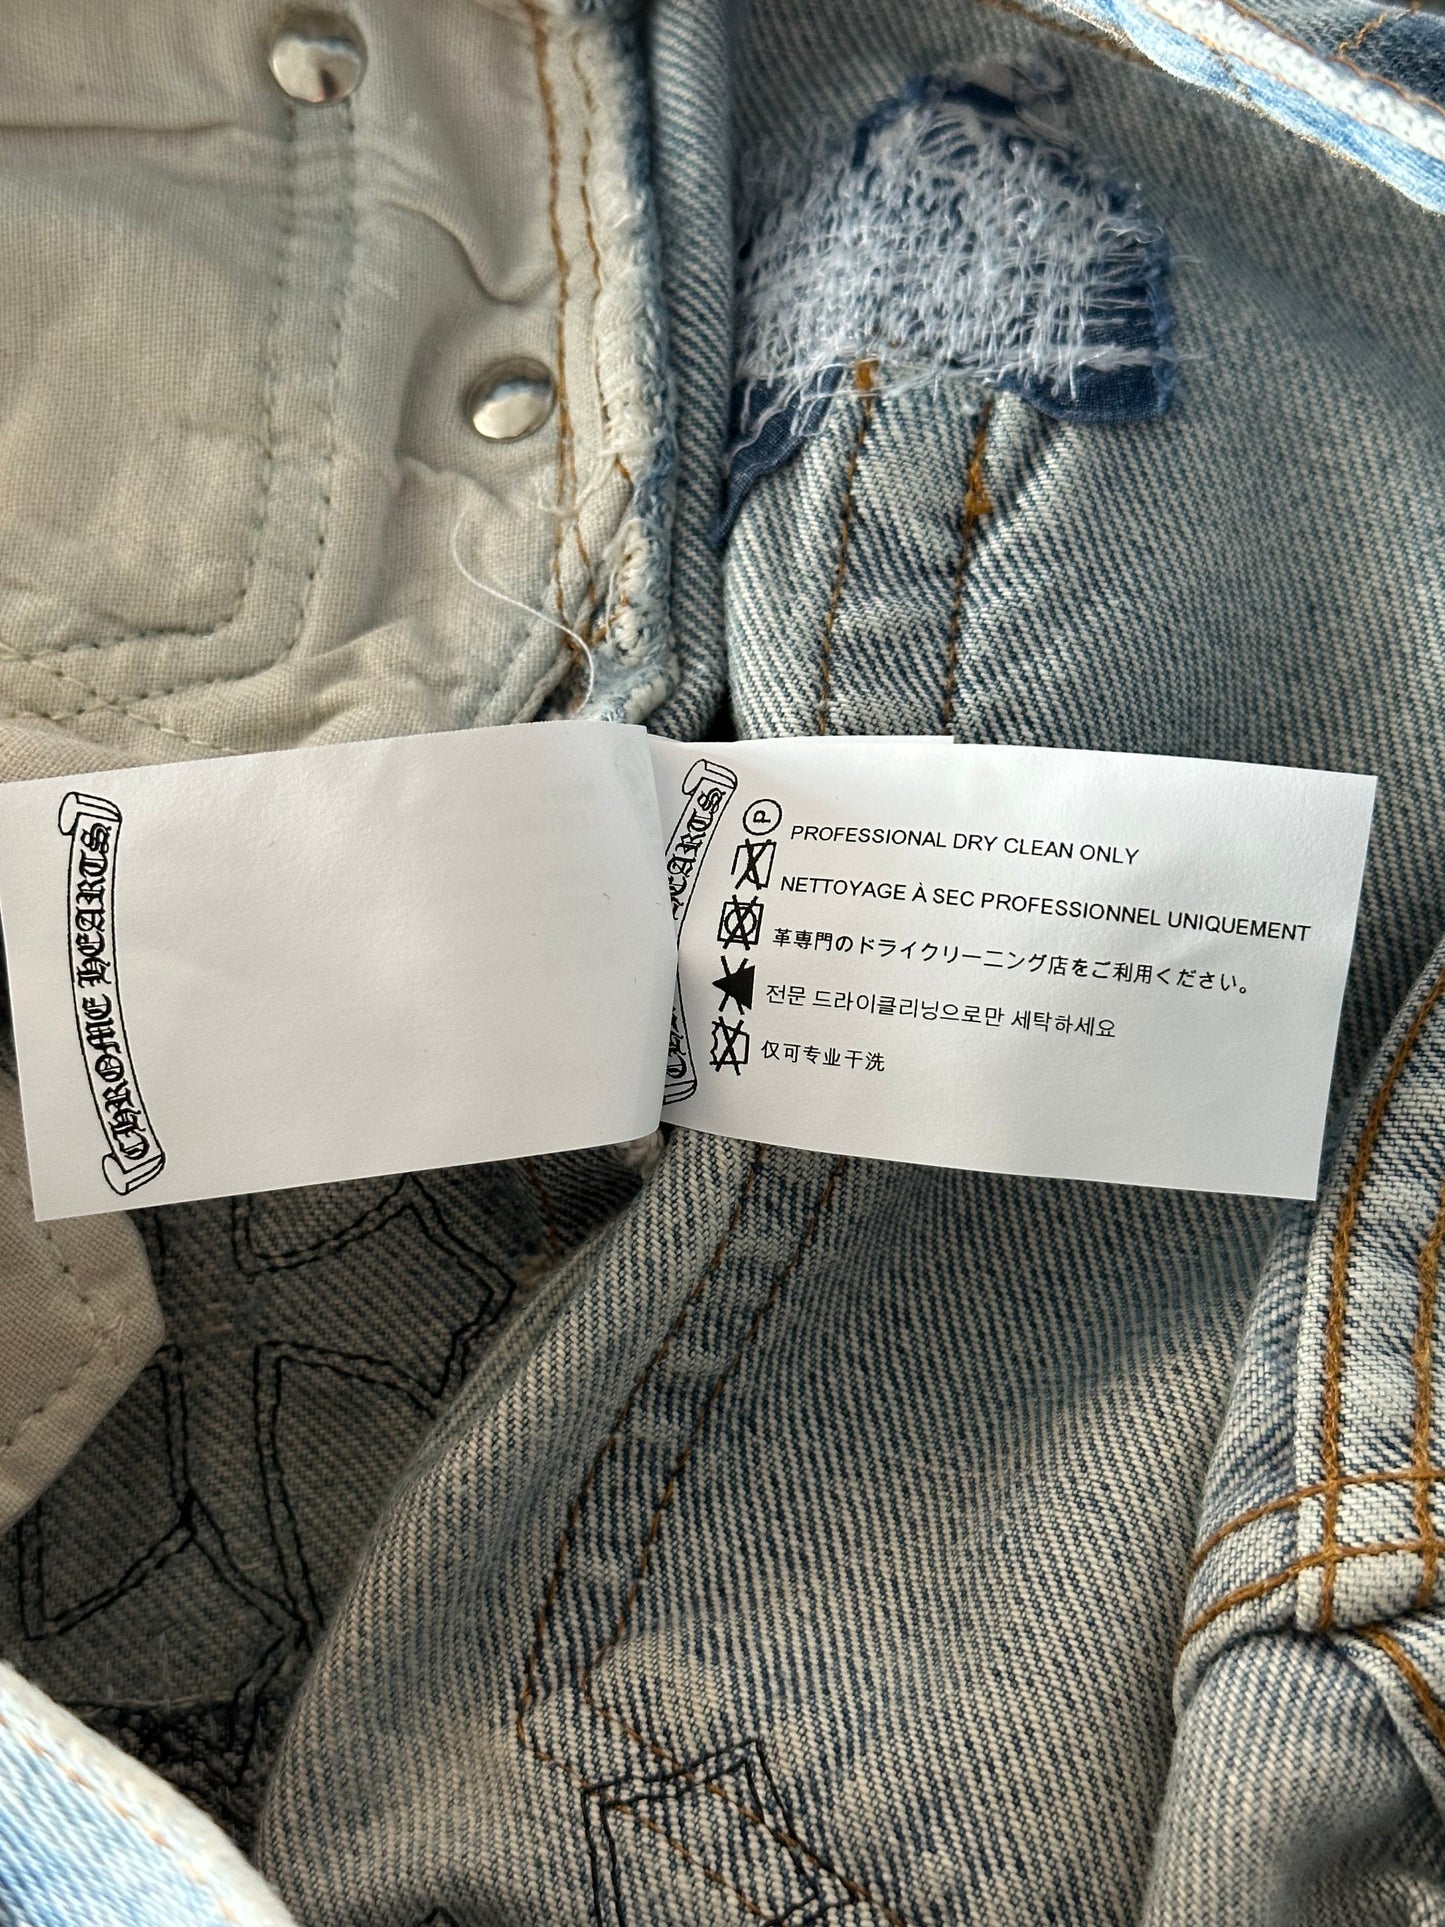 CHROME HEARTS
HEARTS
P
PROFESSIONAL DRY CLEAN ONLY
NETTOYAGE À SEC PROFESSIONNEL UNIQUEMENT
革専門のドライクリーニング店をご利用ください。
전문 드라이클리닝으로만 세탁하세요
仅可专业干洗